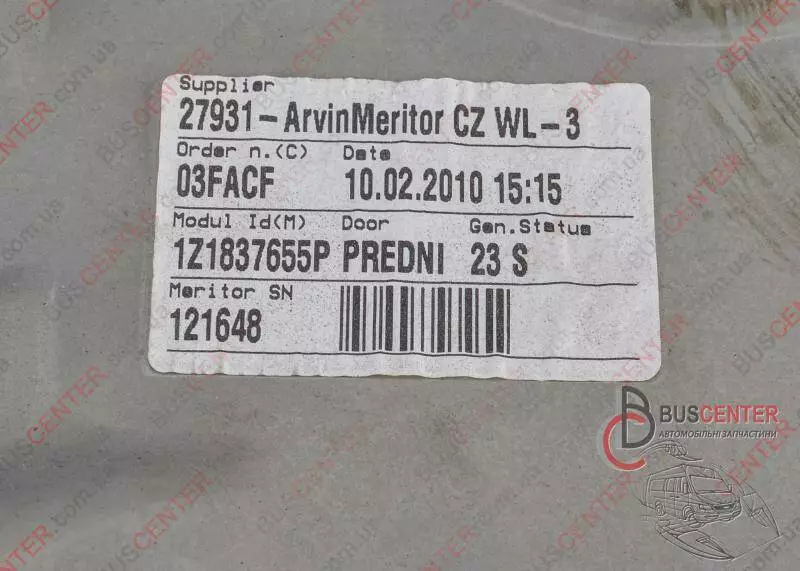 Supplier
27931-ArvinMeritor CZ WL-3
Order n.(C) Date
03FACF 10.02.2010 15:15
Modul Id(M) Door Gen.Status
1Z1837655P PREDNI 23 S
Meritor SN
121648
BUSCENTER
АВТОМОБІЛЬНІ ЗАПЧАСТИНИ